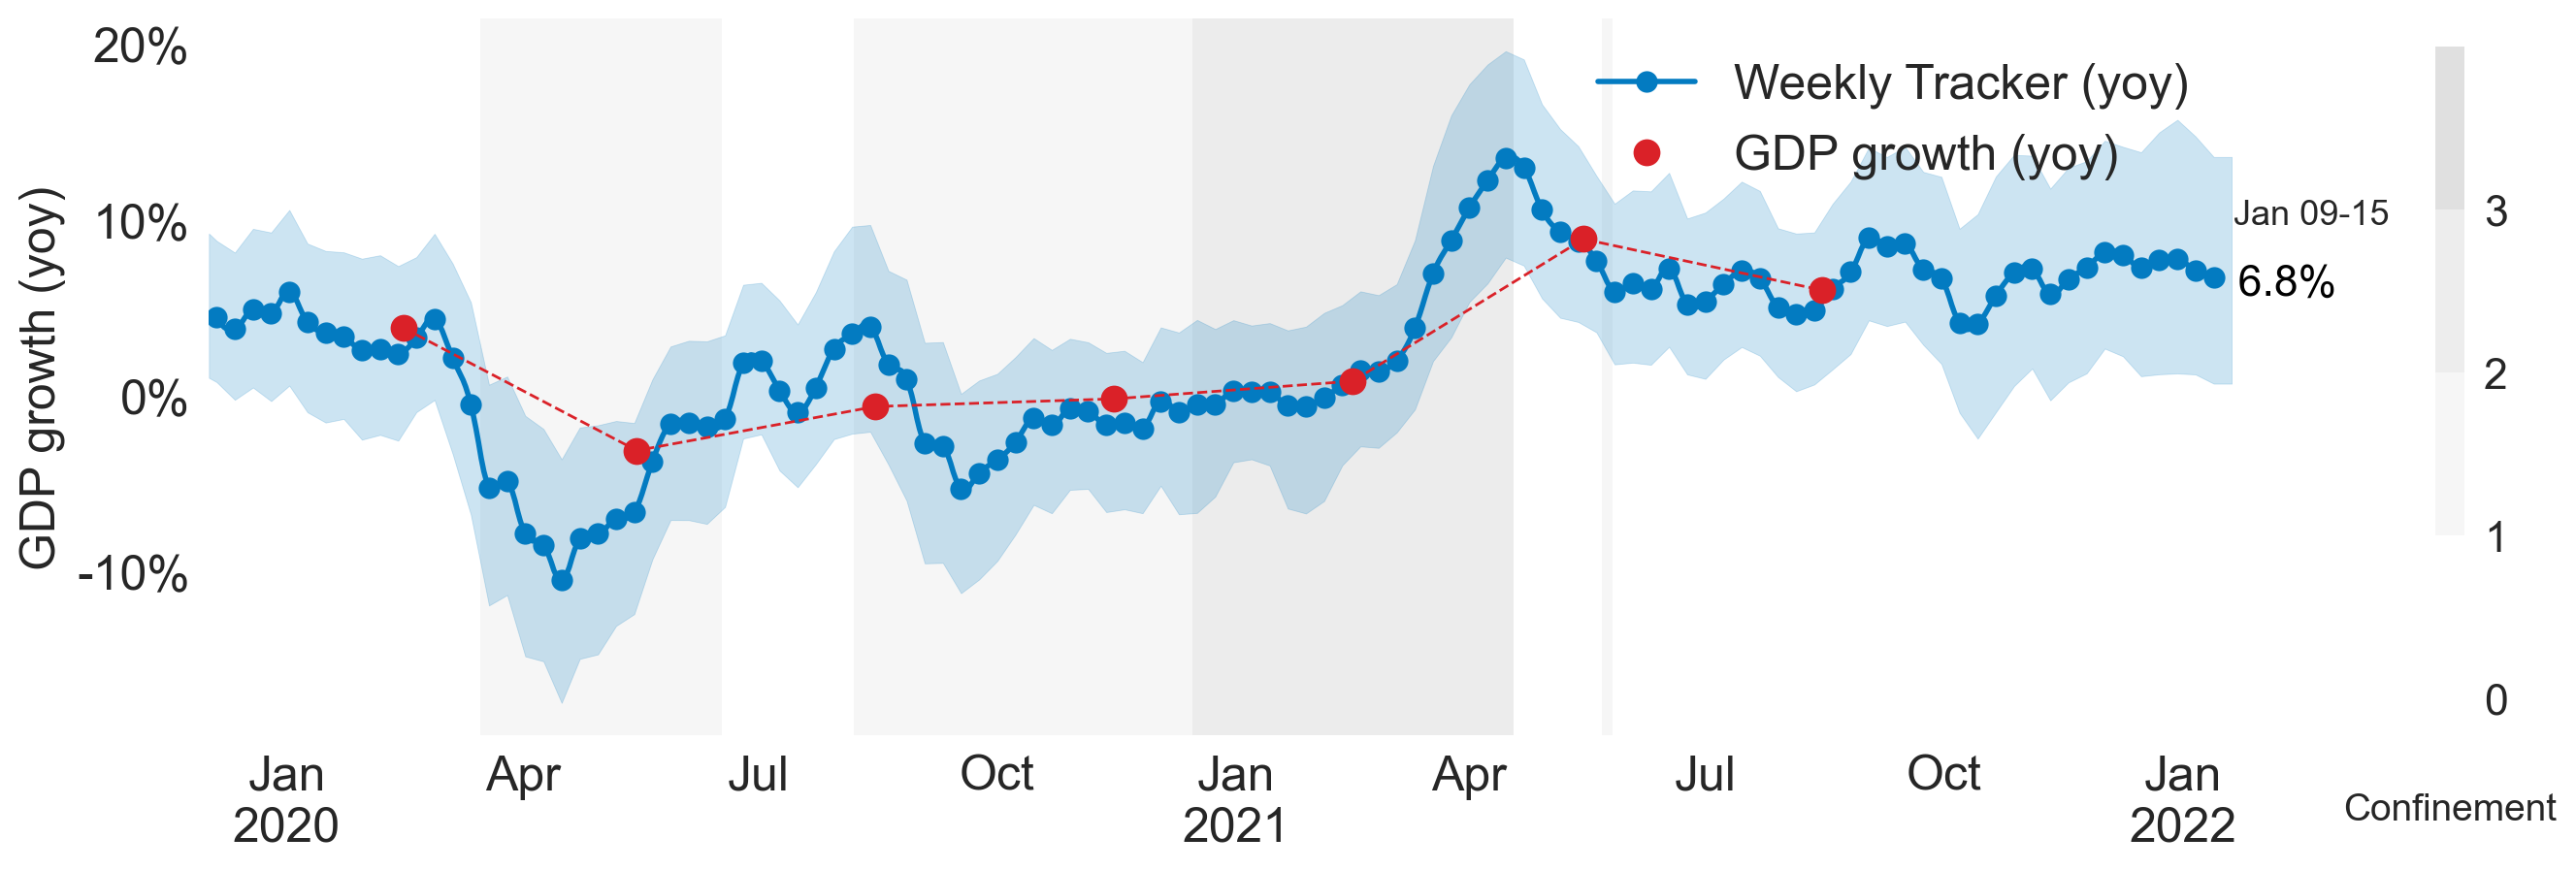 20%
10%
0%
-10%
GDP growth (yoy)
Weekly Tracker (yoy)
GDP growth (yoy)
Jan 09-15
6.8%
3
2
1
0
Confinement
Jan Apr Jul Oct Jan Apr Jul Oct Jan
2020 2021 2022